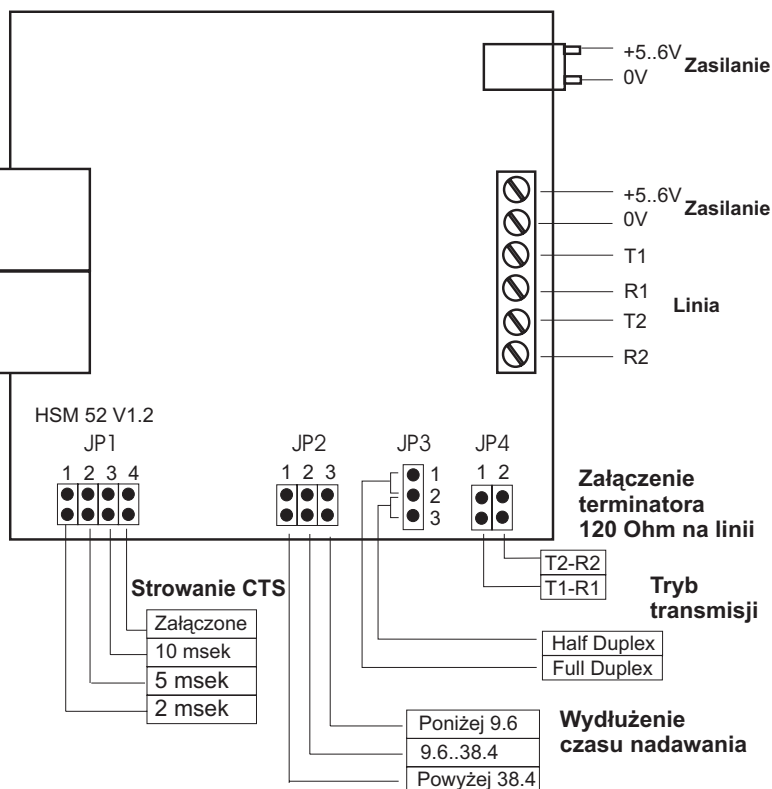 +5..6V
0V
Zasilanie
+5..6V
0V
Zasilanie
T1
R1
T2
R2
Linia
HSM 52 V1.2
JP1
1 2 3 4
JP2
1 2 3
JP3
1
2
3
JP4
1 2
Załączenie
terminatora
120 Ohm na linii
T2-R2
T1-R1
Tryb
transmisji
Strowanie CTS
Załączone
10 msek
5 msek
2 msek
Half Duplex
Full Duplex
Poniżej 9.6
9.6..38.4
Powyżej 38.4
Wydłużenie
czasu nadawania